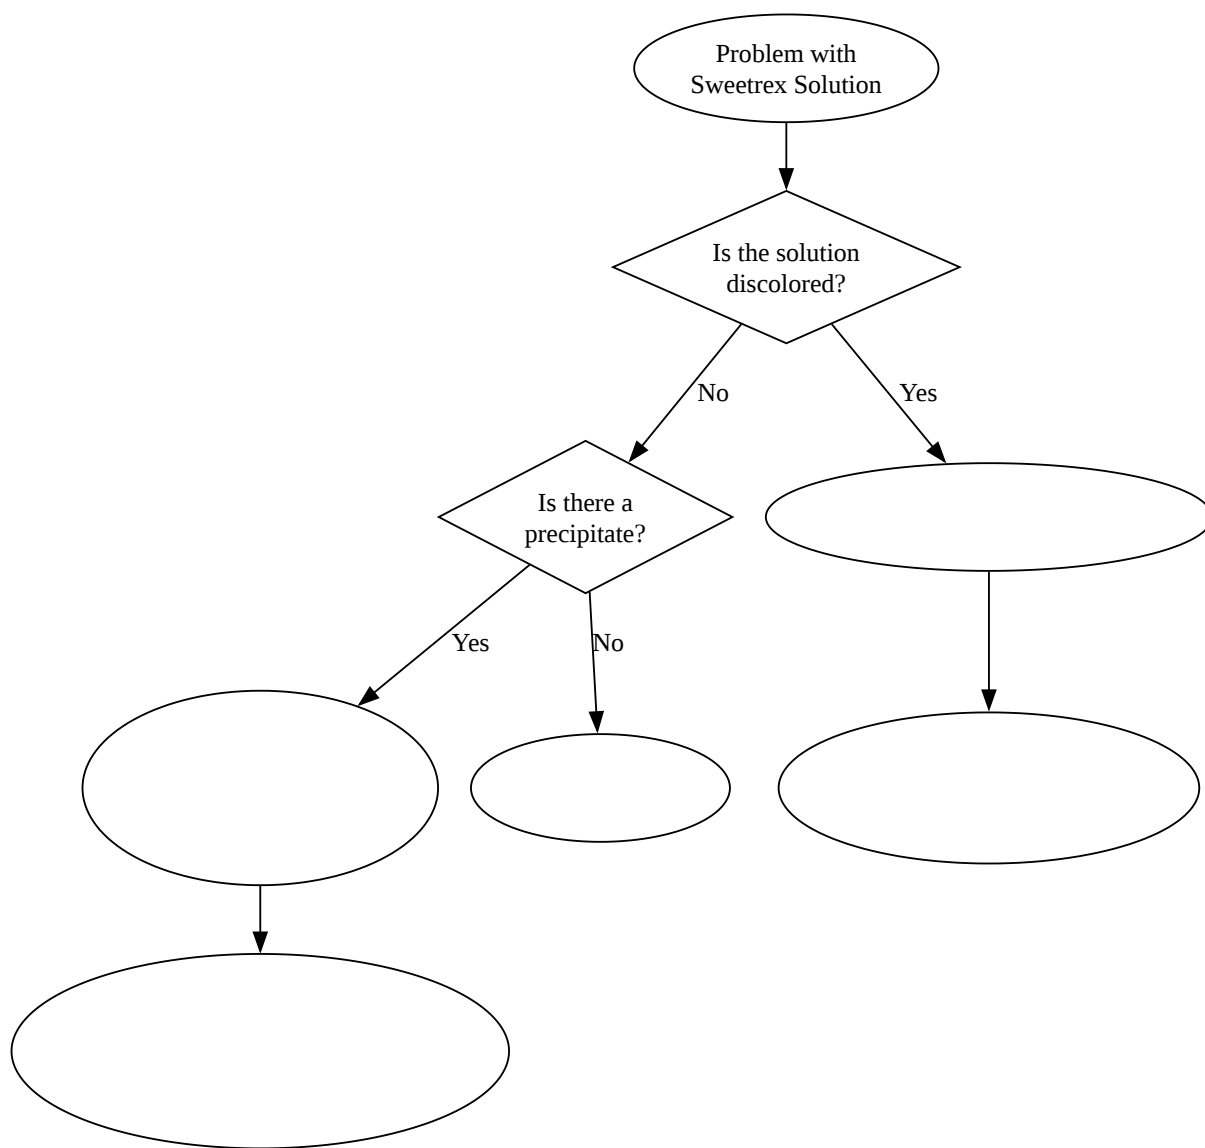 Problem with
Sweetrex Solution
Is the solution
discolored?
No
Yes
Is there a
precipitate?
Yes
No